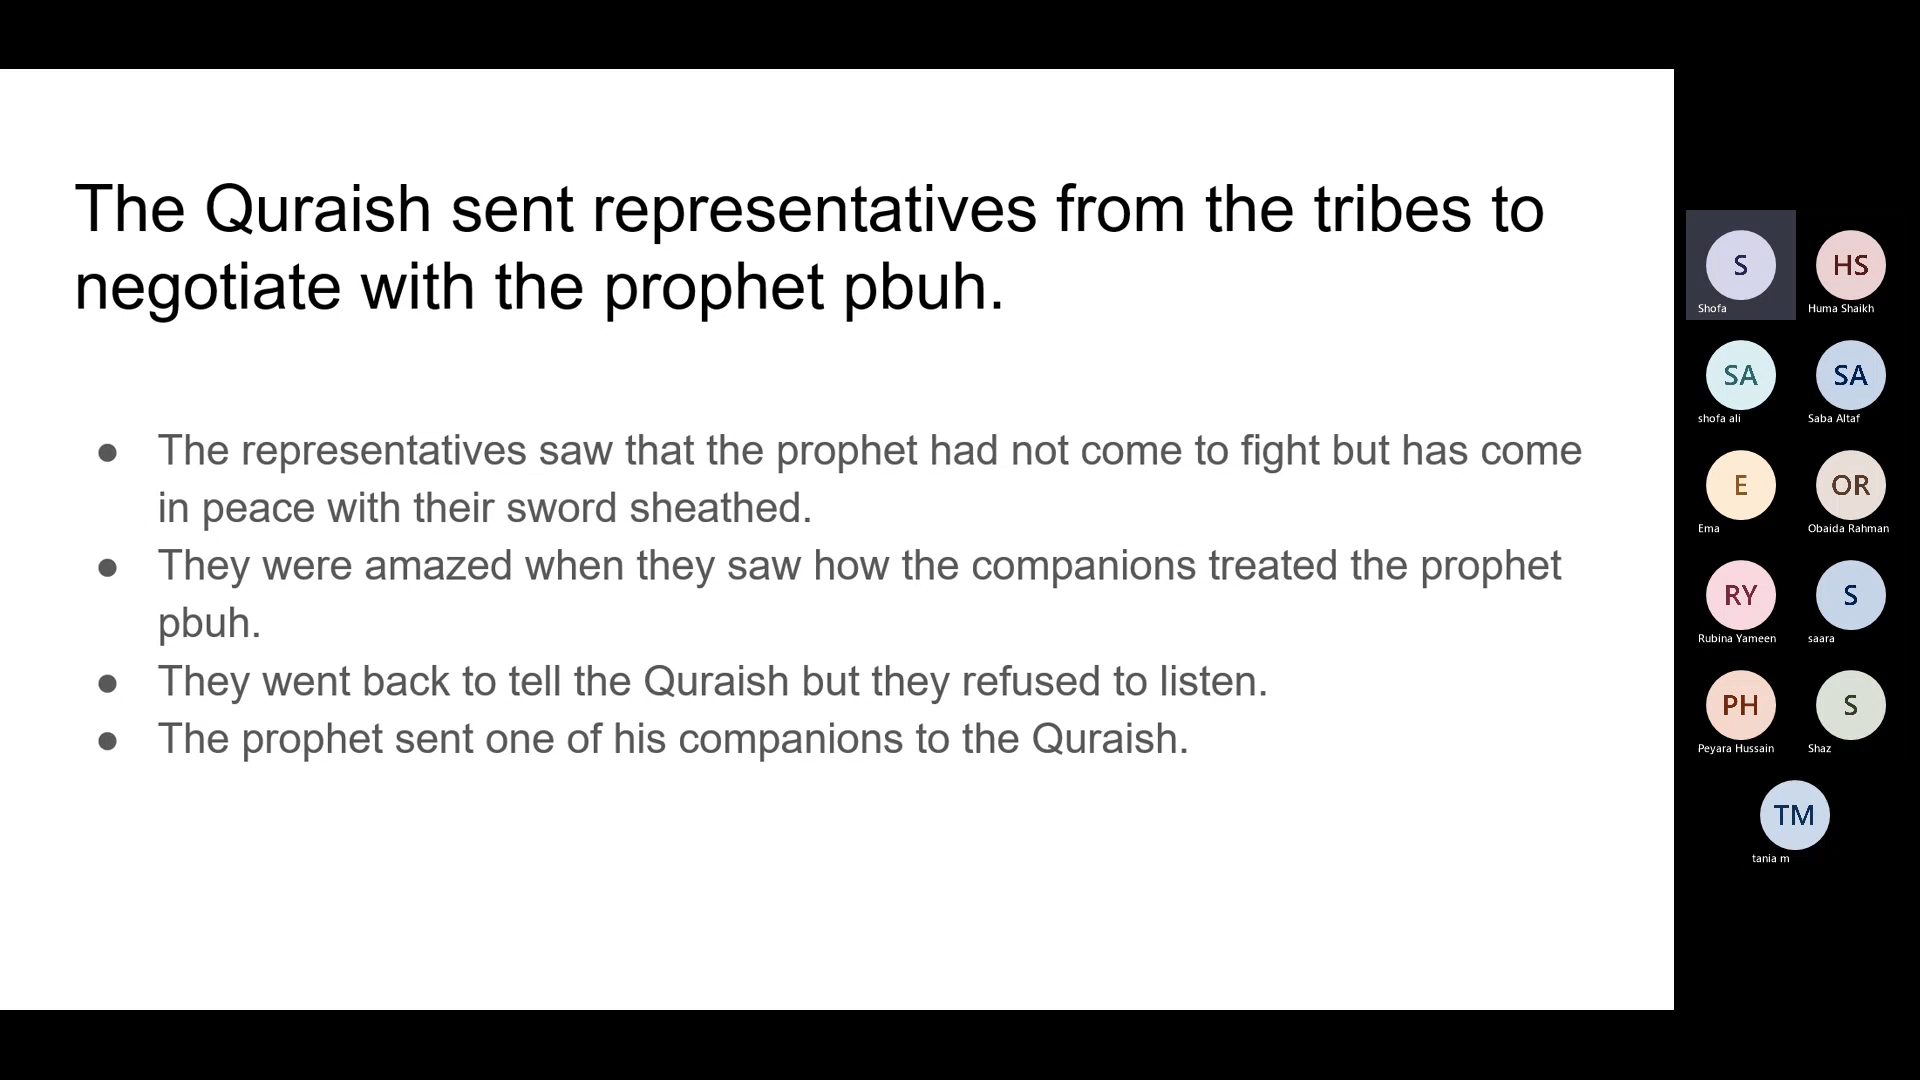 The Quraish sent representatives from the tribes to
negotiate with the prophet pbuh.
● The representatives saw that the prophet had not come to fight but has come
in peace with their sword sheathed.
● They were amazed when they saw how the companions treated the prophet
pbuh.
● They went back to tell the Quraish but they refused to listen.
● The prophet sent one of his companions to the Quraish.
S
Shofa
HS
Huma Shaikh
SA
shofa ali
SA
Saba Altaf
E
Ema
OR
Obaida Rahman
RY
Rubina Yameen
S
saara
PH
Peyara Hussain
S
Shaz
TM
tania m